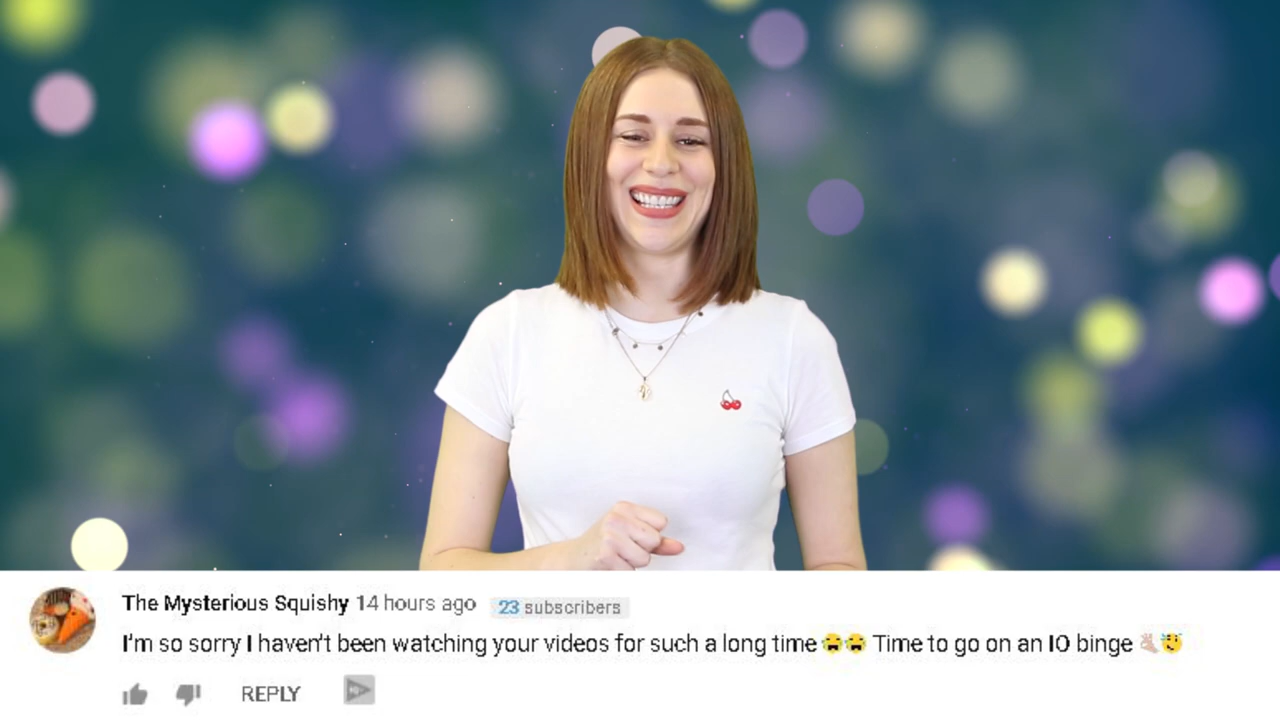 The Mysterious Squishy 14 hours ago 23 subscribers
I'm so sorry I haven't been watching your videos for such a long time 😭😭 Time to go on an IO binge 👌🏻🥳
REPLY